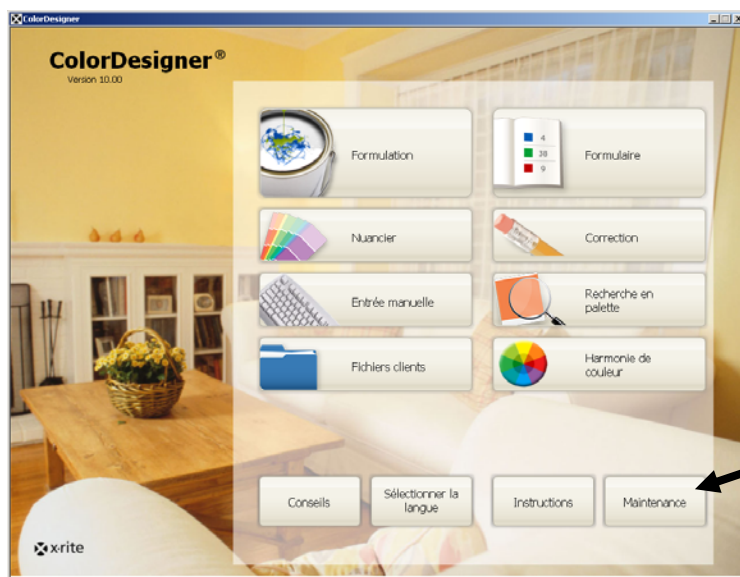 ColorDesigner
ColorDesigner®
Version 10.00
Formulation
4
38
9
Formulaire
Nuancier
Correction
Entrée manuelle
Recherche en
palette
Fichiers clients
Harmonie de
couleur
Conseils
Sélectionner la
langue
Instructions
Maintenance
x·rite